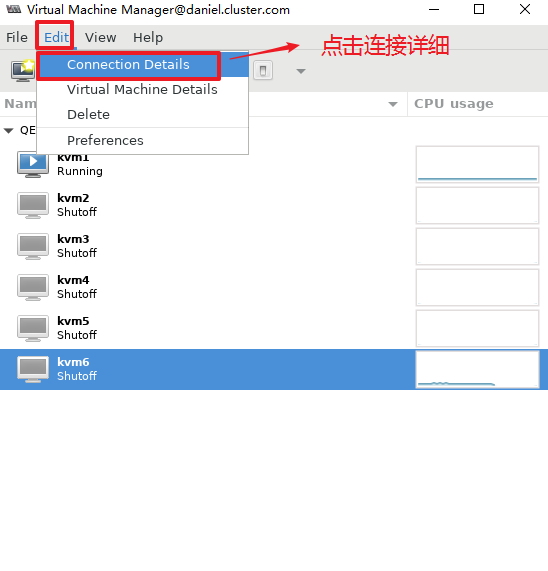 Virtual Machine Manager@daniel.cluster.com
File Edit View Help
点击连接详细
Connection Details
Virtual Machine Details
Delete
Preferences
Nam
CPU usage
QE
kvm1
Running
kvm2
Shutoff
kvm3
Shutoff
kvm4
Shutoff
kvm5
Shutoff
kvm6
Shutoff